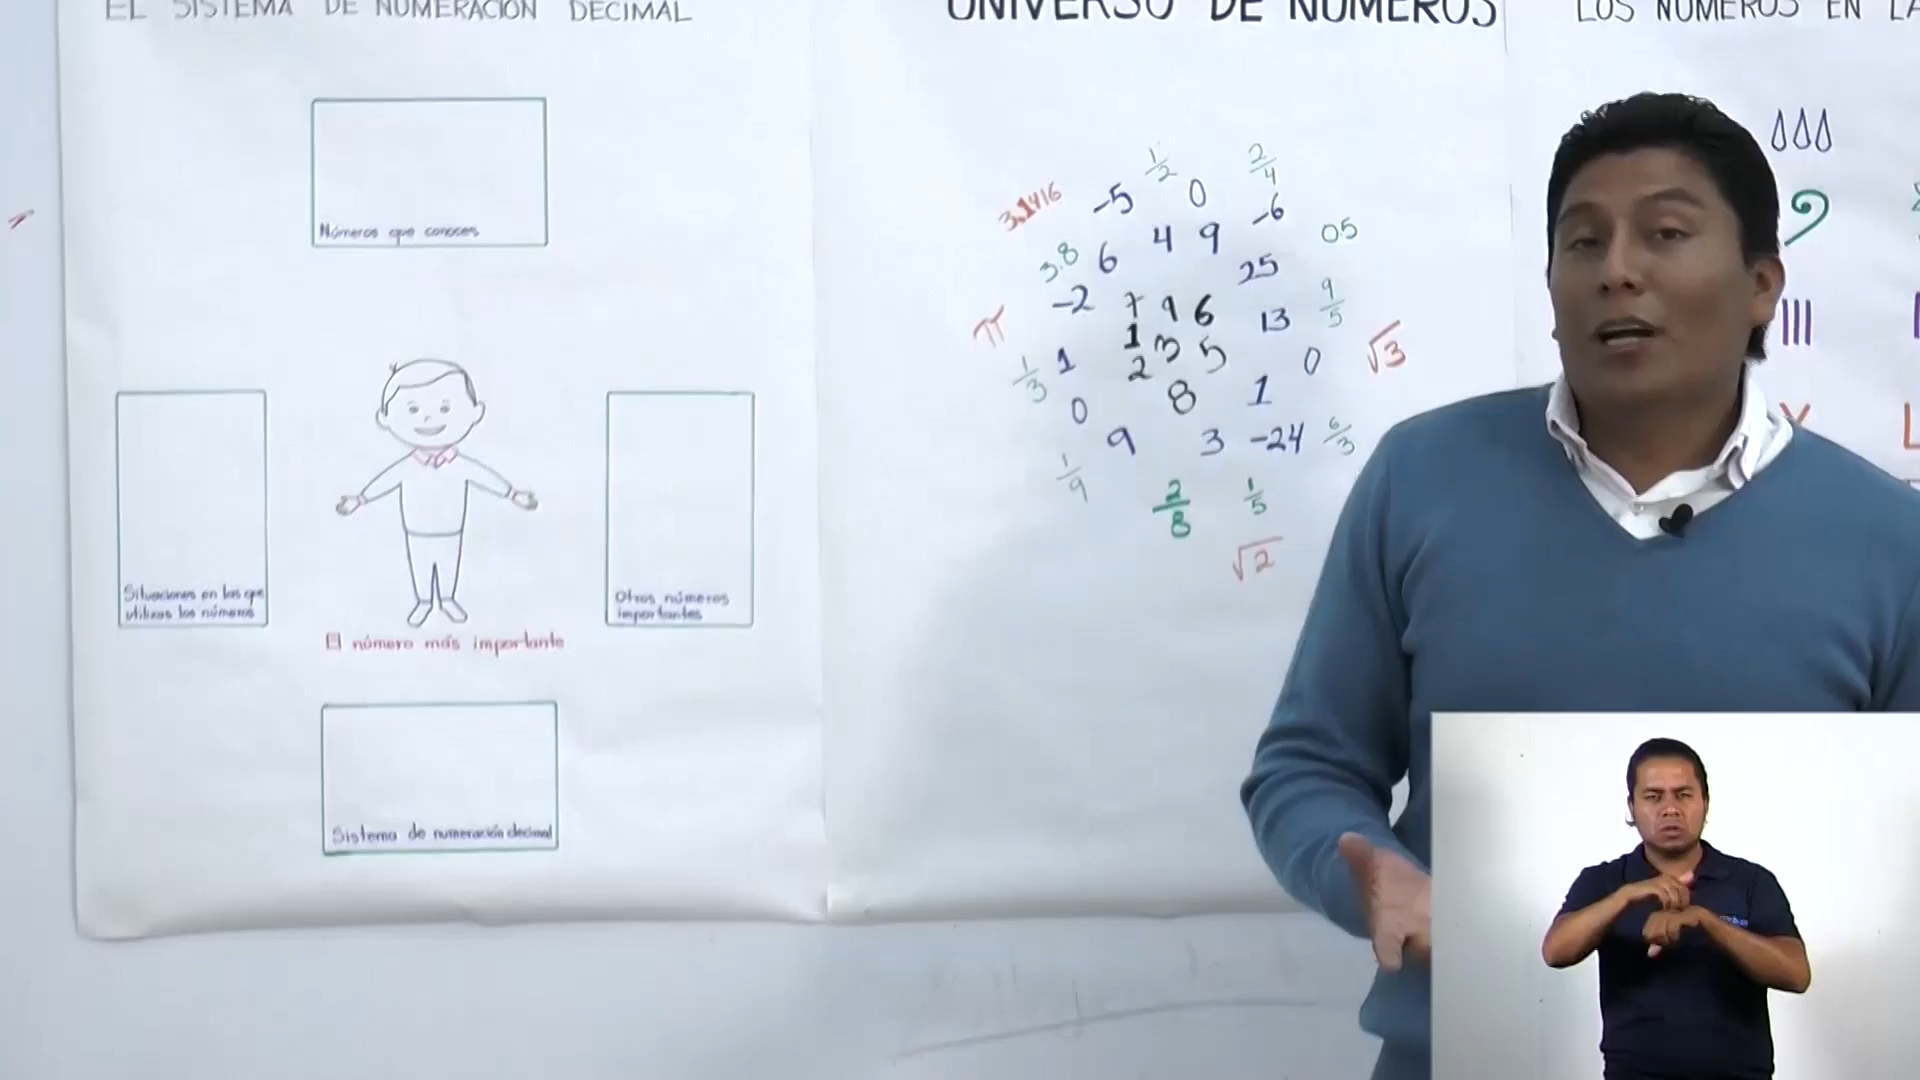 EL SISTEMA DE NUMERACIÓN DECIMAL
Números que conoces
Situaciones en las que
utilizas los números
Otros números
importantes
El número más importante
Sistema de numeración decimal
UNIVERSO DE NÚMEROS
1/2 2/4
3.1416 -5 0 -6
3.8 6 4 9 25 0.5
-2 7 9 6 13 9/5
π 1/3 1 1 3 5 0 √3
2
0 8 1
9 3 -24 6/3
1/9 2/8 1/5
√2
LOS NÚMEROS EN LA